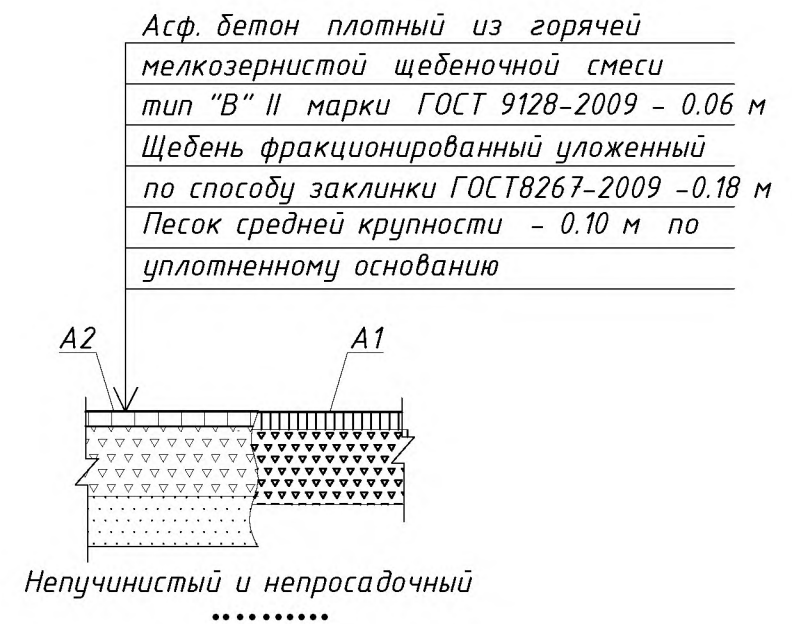 Асф. бетон плотный из горячей
мелкозернистой щебеночной смеси
тип "В" II марки ГОСТ 9128-2009 - 0.06 м
Щебень фракционированный уложенный
по способу заклинки ГОСТ8267-2009 -0.18 м
Песок средней крупности - 0.10 м по
уплотненному основанию
А2
А1
Непучинистый и непросадочный